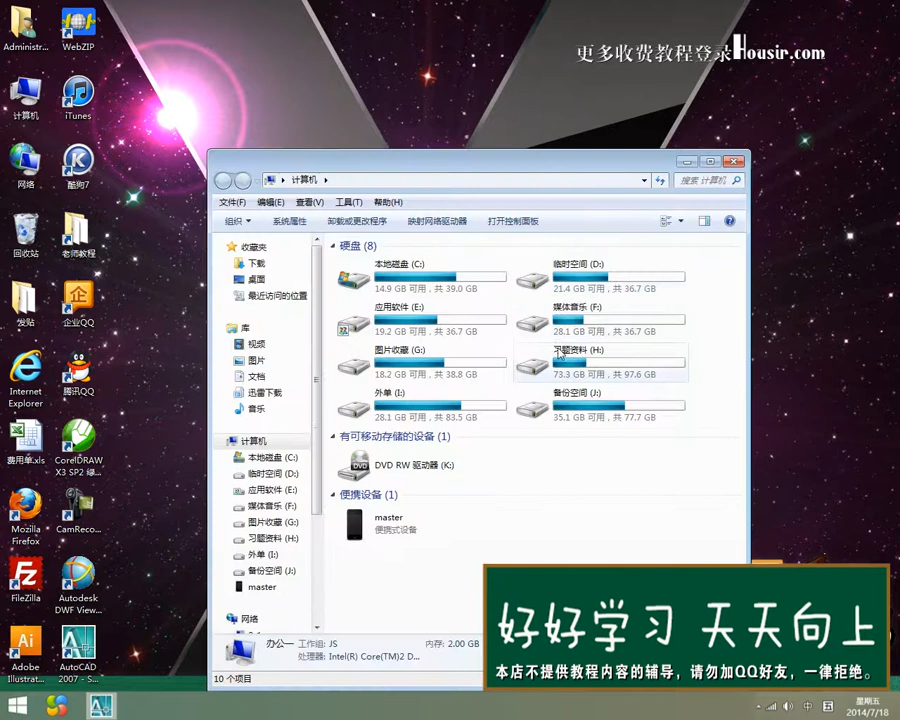 更多收费教程登录Housir.com
Administr...
WebZIP
计算机
iTunes
网络
酷狗7
回收站
老师教程
发贴
企业QQ
Internet Explorer
腾讯QQ
费用单.xls
CorelDRAW X3 SP2 绿...
Mozilla Firefox
CamReco...
FileZilla
Autodesk DWF View...
Adobe Illustrat...
AutoCAD 2007 - S...
计算机
搜索 计算机
文件(F) 编辑(E) 查看(V) 工具(T) 帮助(H)
组织 系统属性 卸载或更改程序 映射网络驱动器 打开控制面板
收藏夹
下载
桌面
最近访问的位置
库
视频
图片
文档
迅雷下载
音乐
计算机
本地磁盘 (C:)
临时空间 (D:)
应用软件 (E:)
媒体音乐 (F:)
图片收藏 (G:)
习题资料 (H:)
外单 (I:)
备份空间 (J:)
master
网络
硬盘 (8)
本地磁盘 (C:)
14.9 GB 可用，共 39.0 GB
临时空间 (D:)
21.4 GB 可用，共 36.7 GB
应用软件 (E:)
19.2 GB 可用，共 36.7 GB
媒体音乐 (F:)
28.1 GB 可用，共 36.7 GB
图片收藏 (G:)
18.2 GB 可用，共 38.8 GB
习题资料 (H:)
73.3 GB 可用，共 97.6 GB
外单 (I:)
28.1 GB 可用，共 83.5 GB
备份空间 (J:)
35.1 GB 可用，共 77.7 GB
有可移动存储的设备 (1)
DVD RW 驱动器 (K:)
DVD
便携设备 (1)
master
便携式设备
办公一 工作组: JS 内存: 2.00 GB
处理器: Intel(R) Core(TM)2 D...
10 个项目
好好学习 天天向上
本店不提供教程内容的辅导，请勿加QQ好友，一律拒绝。
中
五
星期五
2014/7/18